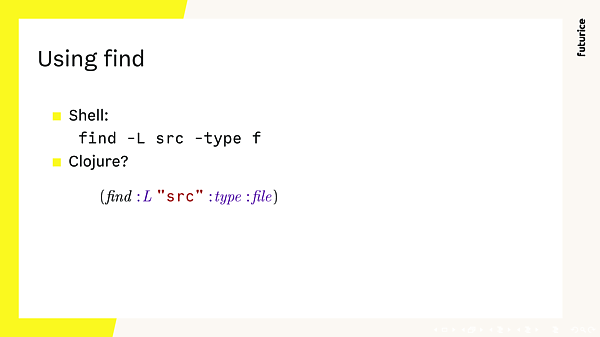 Using find
Shell:
find -L src -type f
Clojure?
(find :L "src" :type :file)
futurice